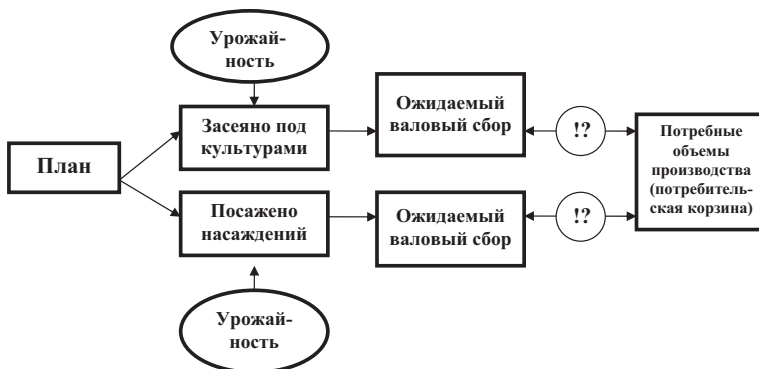 Урожай-
ность
Засеяно под
культурами
Ожидаемый
валовый сбор
!?
Потребные
объемы
производства
(потребитель-
ская корзина)
План
Посажено
насаждений
Ожидаемый
валовый сбор
!?
Урожай-
ность